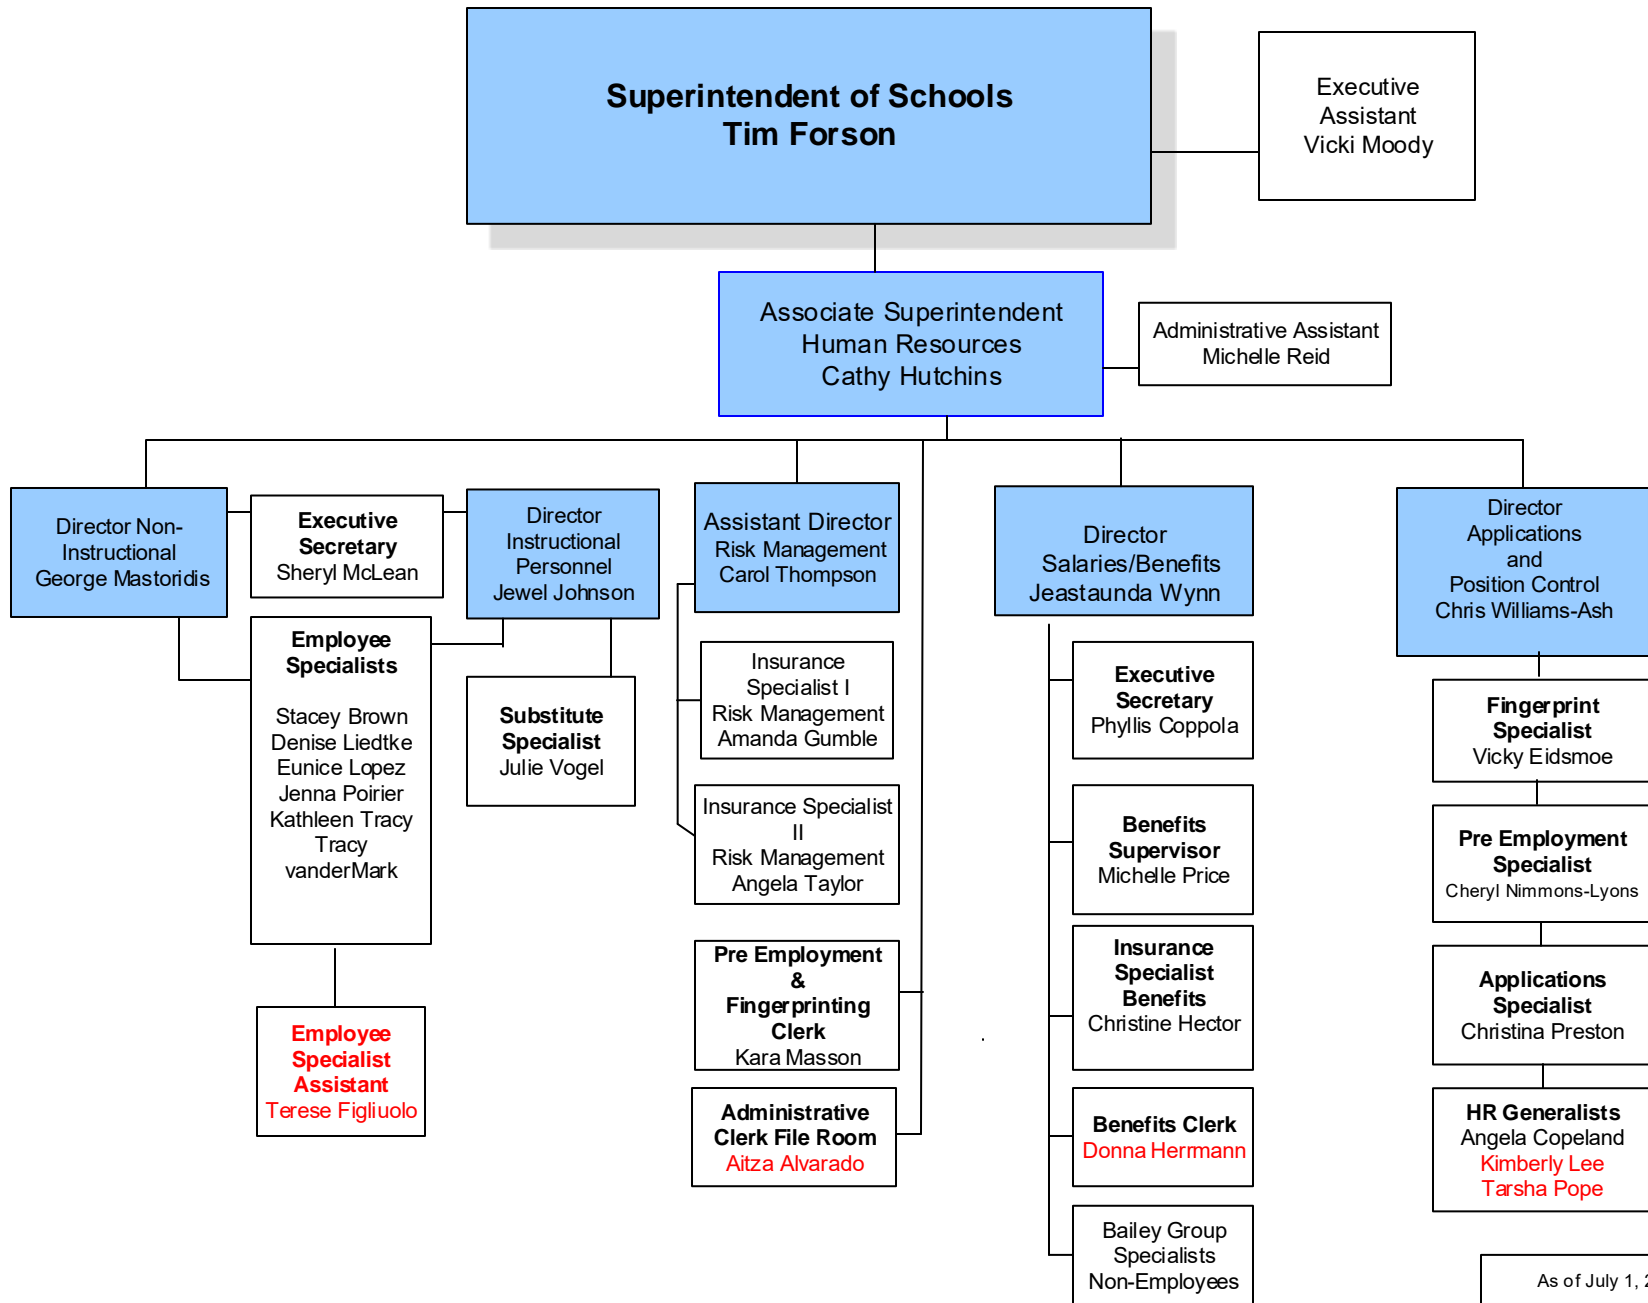 Superintendent of Schools
Tim Forson
Executive
Assistant
Vicki Moody
Associate Superintendent
Human Resources
Cathy Hutchins
Administrative Assistant
Michelle Reid
Director Non-
Instructional
George Mastoridis
Executive
Secretary
Sheryl McLean
Director
Instructional
Personnel
Jewel Johnson
Assistant Director
Risk Management
Carol Thompson
Director
Salaries/Benefits
Jeastaunda Wynn
Director
Applications
and
Position Control
Chris Williams-Ash
Employee
Specialists
Stacey Brown
Denise Liedtke
Eunice Lopez
Jenna Poirier
Kathleen Tracy
Tracy
vanderMark
Employee
Specialist
Assistant
Terese Figliuolo
Substitute
Specialist
Julie Vogel
Insurance
Specialist I
Risk Management
Amanda Gumble
Insurance Specialist
II
Risk Management
Angela Taylor
Pre Employment
&
Fingerprinting
Clerk
Kara Masson
Administrative
Clerk File Room
Aitza Alvarado
Executive
Secretary
Phyllis Coppola
Benefits
Supervisor
Michelle Price
Insurance
Specialist
Benefits
Christine Hector
Benefits Clerk
Donna Herrmann
Bailey Group
Specialists
Non-Employees
Fingerprint
Specialist
Vicky Eidsmoe
Pre Employment
Specialist
Cheryl Nimmons-Lyons
Applications
Specialist
Christina Preston
HR Generalists
Angela Copeland
Kimberly Lee
Tarsha Pope
As of July 1,